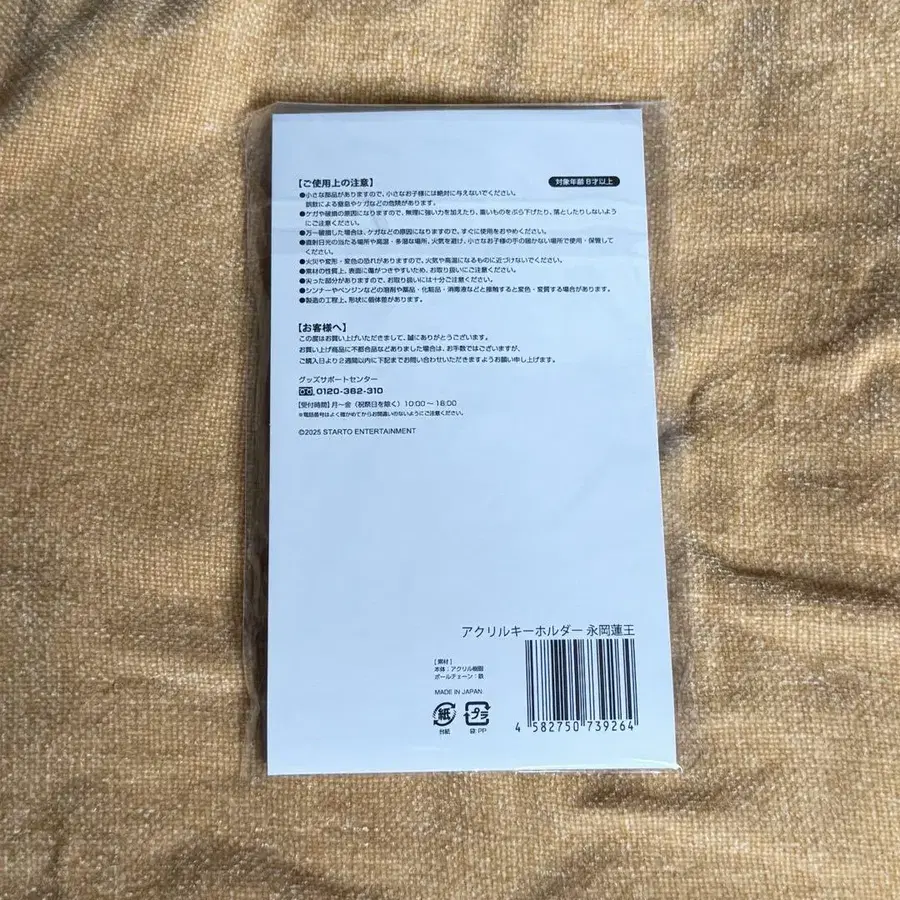 【ご使用上の注意】
対象年齢 8才以上
●小さな部品がありますので、小さなお子様には絶対に与えないでください。
誤飲による窒息やケガなどの危険があります。
●ケガや破損の原因になりますので、無理に強い力を加えたり、重いものをぶら下げたり、落としたりしないよう
にご注意ください。
●万一破損した場合は、ケガなどの原因になりますので、すぐに使用をおやめください。
●直射日光の当たる場所や高温・多湿な場所、火気を避け、小さなお子様の手の届かない場所で使用・保管して
ください。
●火災や変形・変色の恐れがありますので、火気や高温になるものに近づけないでください。
●素材の性質上、表面に傷がつきやすいため、お取り扱いにご注意ください。
●尖った部分がありますので、お取り扱いには十分ご注意ください。
●シンナーやベンジンなどの溶剤や薬品・化粧品・消毒液などと接触すると変色・変質する場合があります。
●製造の工程上、形状に個体差があります。
【お客様へ】
この度はお買い上げいただきまして、誠にありがとうございます。
お買い上げ商品に不都合品などありました場合は、お手数ではございますが、
ご購入日より2週間以内に下記までお問い合わせいただきますようお願い申し上げます。
グッズサポートセンター
0120-362-310
【受付時間】月〜金（祝祭日を除く）10:00〜18:00
※電話番号はよく確かめてからお間違いのないようにご注意ください。
©2025 STARTO ENTERTAINMENT
アクリルキーホルダー 永岡蓮王
【素材】
本体：アクリル樹脂
ボールチェーン：鉄
MADE IN JAPAN
紙
台紙
プラ
袋:PP
4 582750 739264